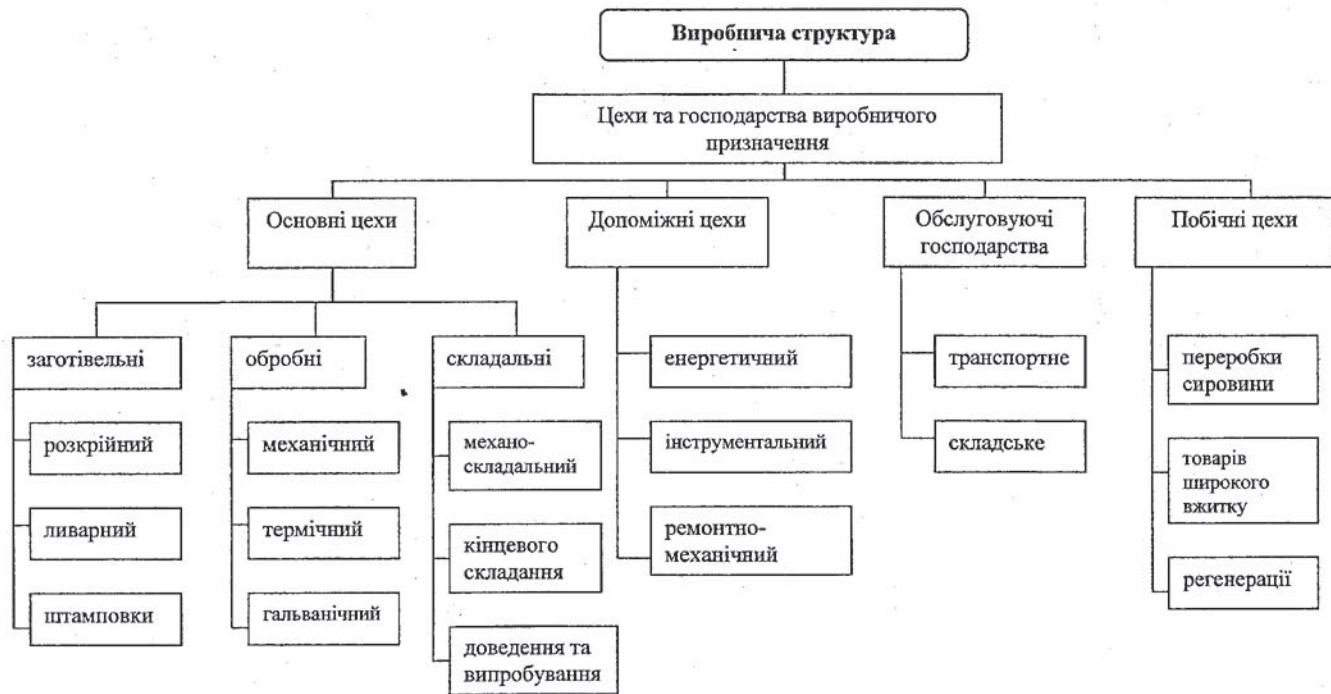 Виробнича структура
Цехи та господарства виробничого
призначення
Основні цехи
Допоміжні цехи
Обслуговуючі
господарства
Побічні цехи
заготівельні
розкрійний
ливарний
штамповки
обробні
механічний
термічний
гальванічний
складальні
механо-
складальний
кінцевого
складання
доведення та
випробування
енергетичний
інструментальний
ремонтно-
механічний
транспортне
складське
переробки
сировини
товарів
широкого
вжитку
регенерації